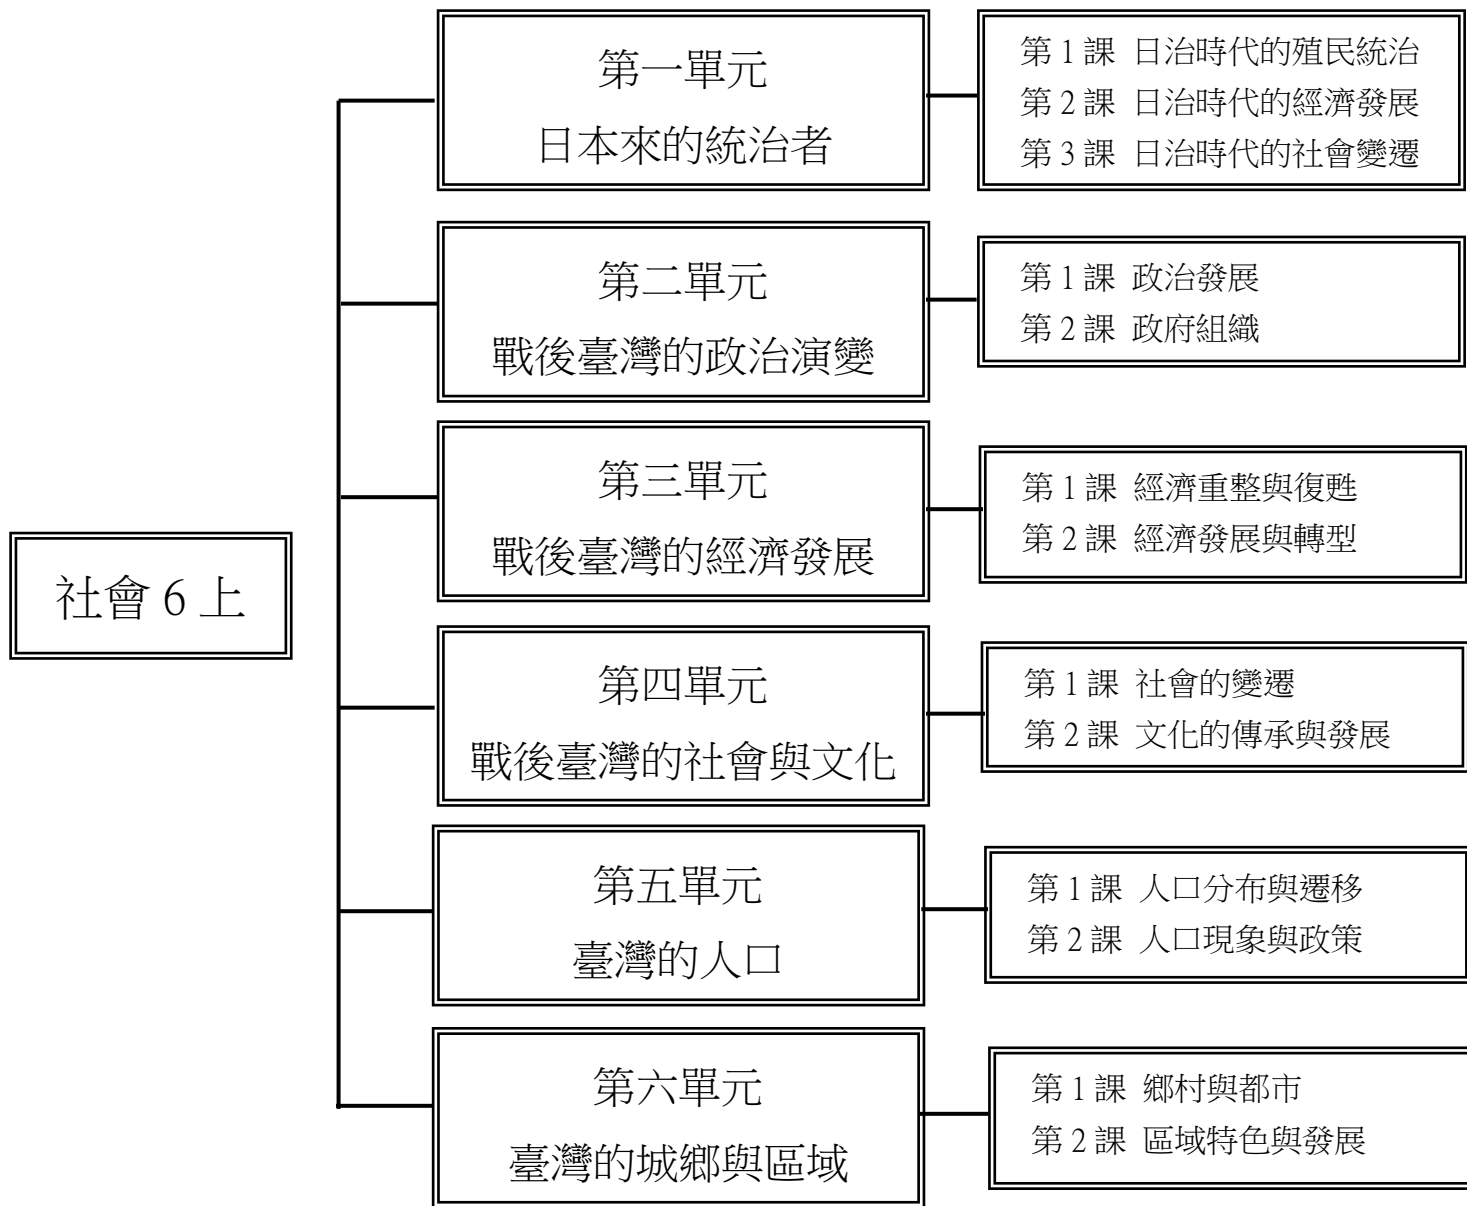 社會6上
第一單元
日本來的統治者
第1課 日治時代的殖民統治
第2課 日治時代的經濟發展
第3課 日治時代的社會變遷
第二單元
戰後臺灣的政治演變
第1課 政治發展
第2課 政府組織
第三單元
戰後臺灣的經濟發展
第1課 經濟重整與復甦
第2課 經濟發展與轉型
第四單元
戰後臺灣的社會與文化
第1課 社會的變遷
第2課 文化的傳承與發展
第五單元
臺灣的人口
第1課 人口分布與遷移
第2課 人口現象與政策
第六單元
臺灣的城鄉與區域
第1課 鄉村與都市
第2課 區域特色與發展